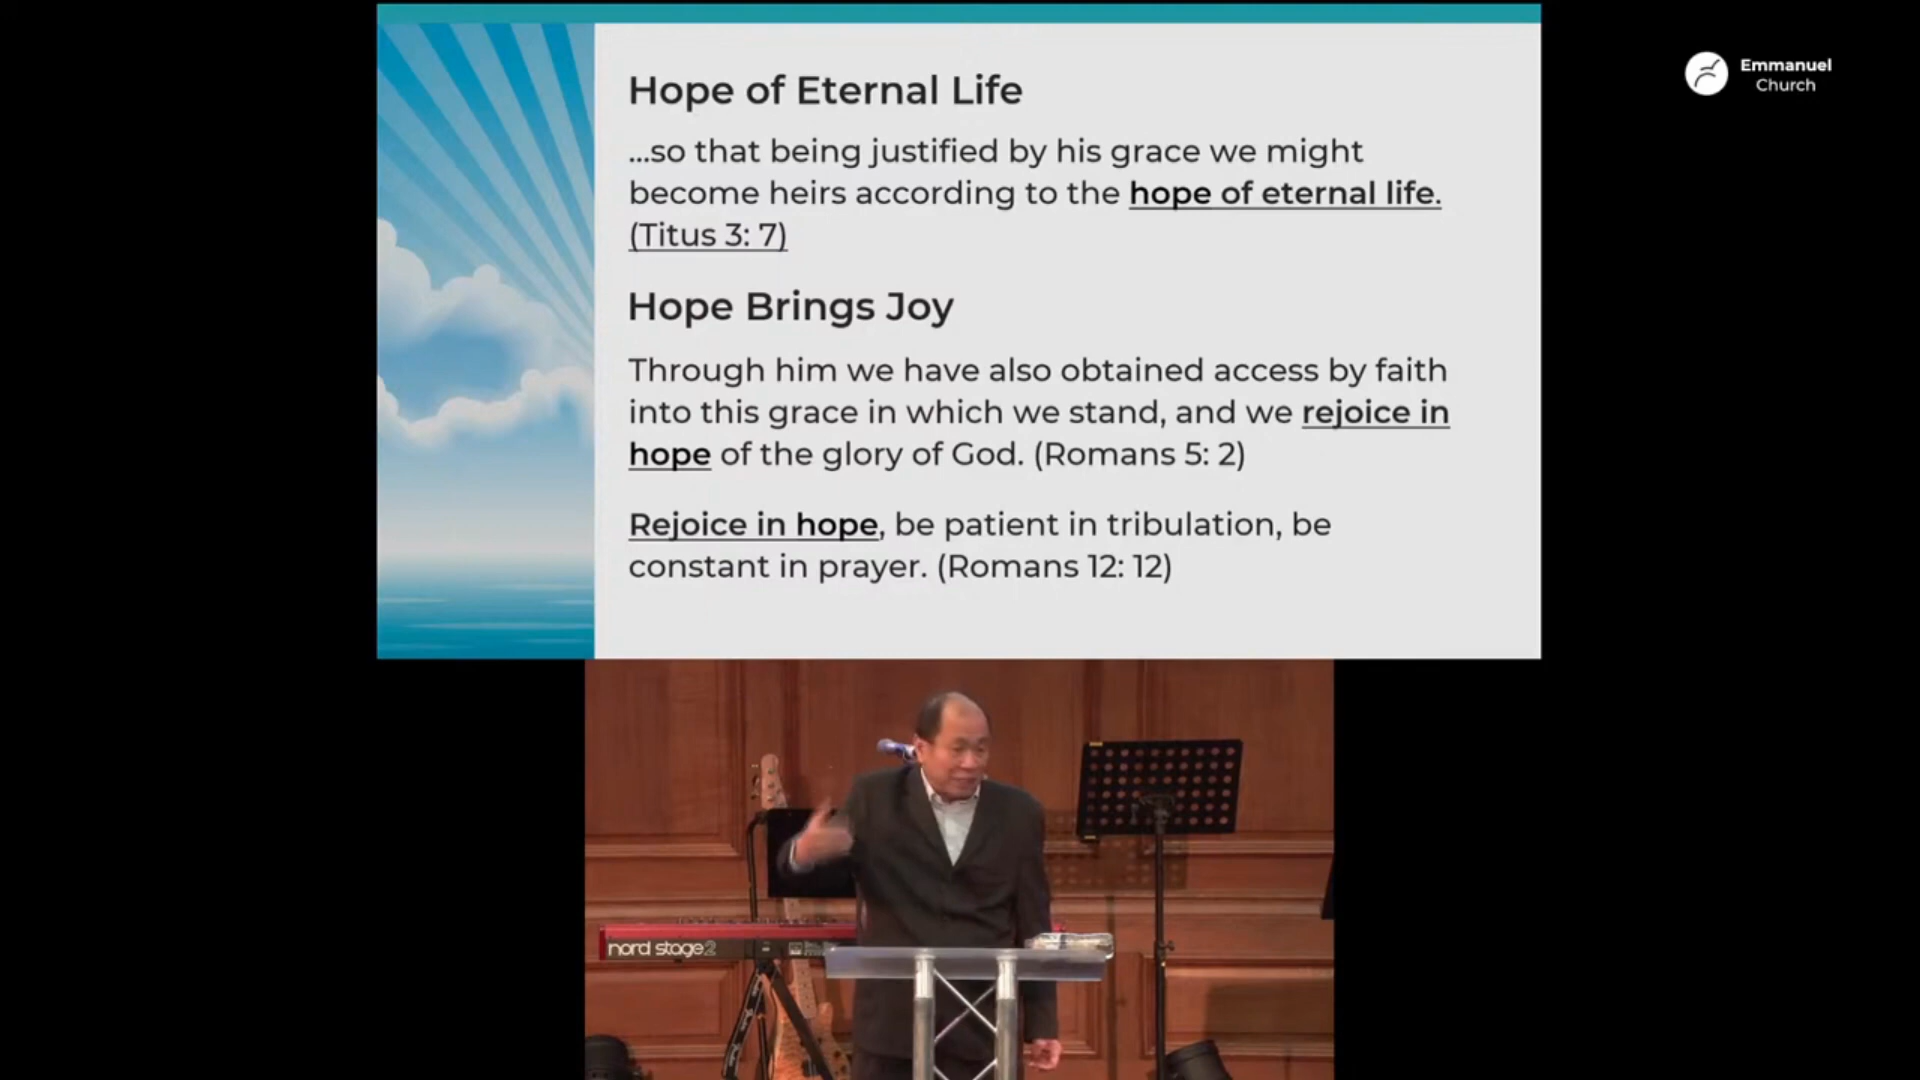 Hope of Eternal Life
...so that being justified by his grace we might
become heirs according to the hope of eternal life.
(Titus 3: 7)
Hope Brings Joy
Through him we have also obtained access by faith
into this grace in which we stand, and we rejoice in
hope of the glory of God. (Romans 5: 2)
Rejoice in hope, be patient in tribulation, be
constant in prayer. (Romans 12: 12)
Emmanuel
Church
nord stage2